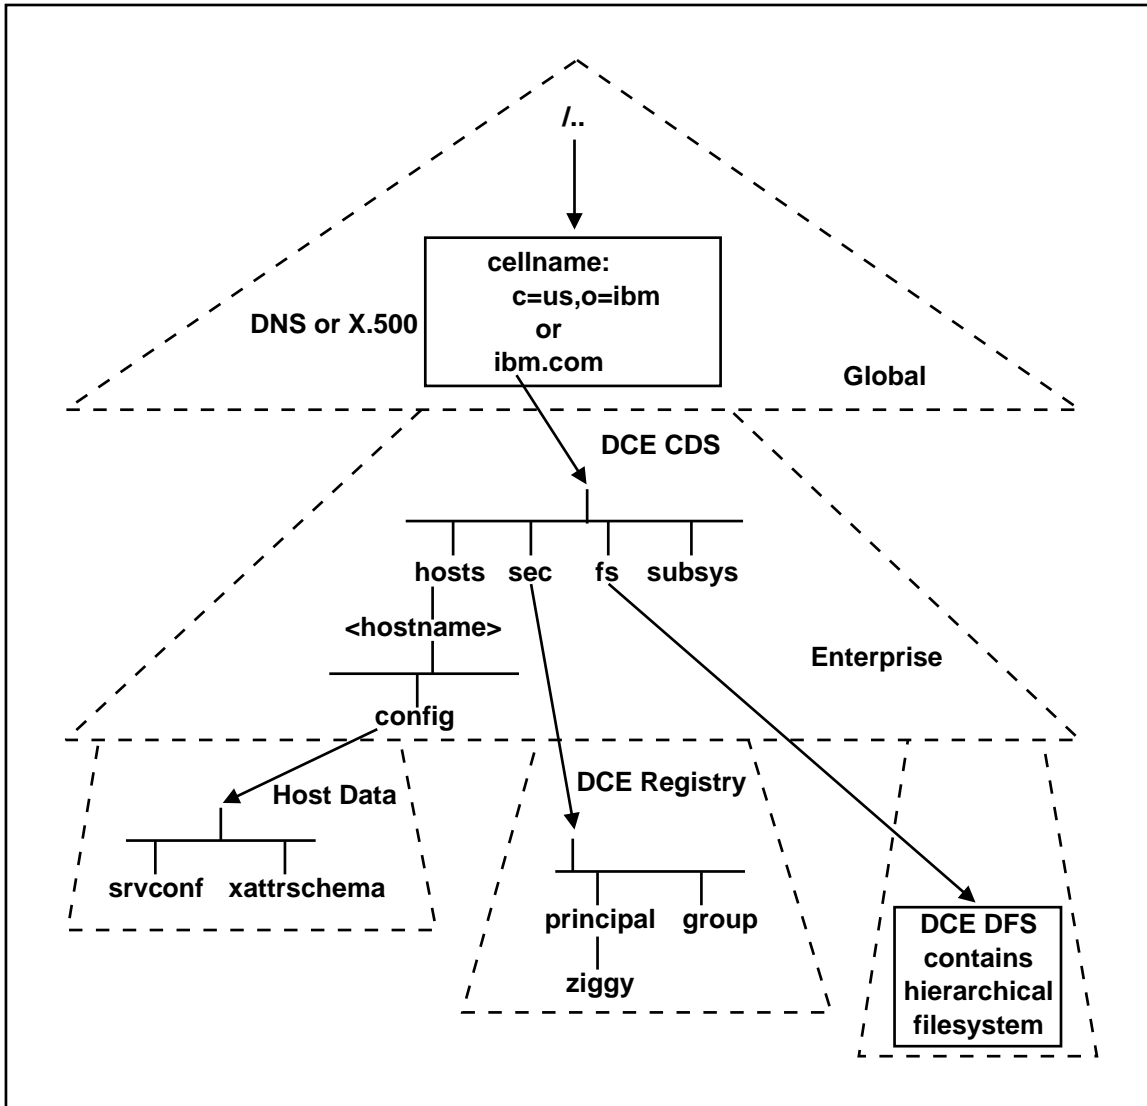 /..
cellname:
c=us,o=ibm
DNS or X.500
or
ibm.com
Global
DCE CDS
hosts sec fs subsys
<hostname>
Enterprise
config
DCE Registry
Host Data
srvconf xattrschema
principal group
DCE DFS
contains
ziggy
hierarchical
filesystem